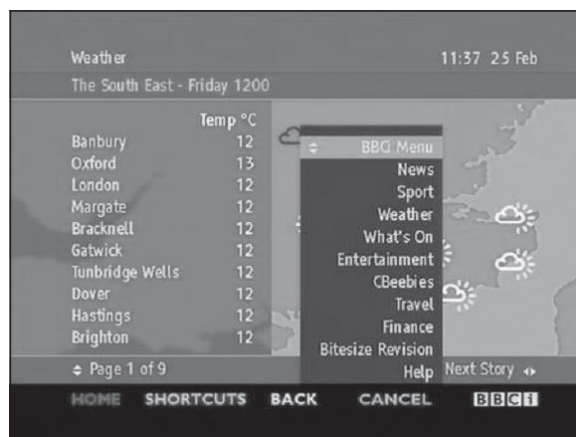 Weather 11:37 25 Feb
The South East - Friday 1200
Temp °C
Banbury 12
Oxford 13
London 12
Margate 12
Bracknell 12
Gatwick 12
Tunbridge Wells 12
Dover 12
Hastings 12
Brighton 12
BBCi Menu
News
Sport
Weather
What's On
Entertainment
CBeebies
Travel
Finance
Bitesize Revision
Help
Page 1 of 9 Next Story
HOME SHORTCUTS BACK CANCEL BBCi